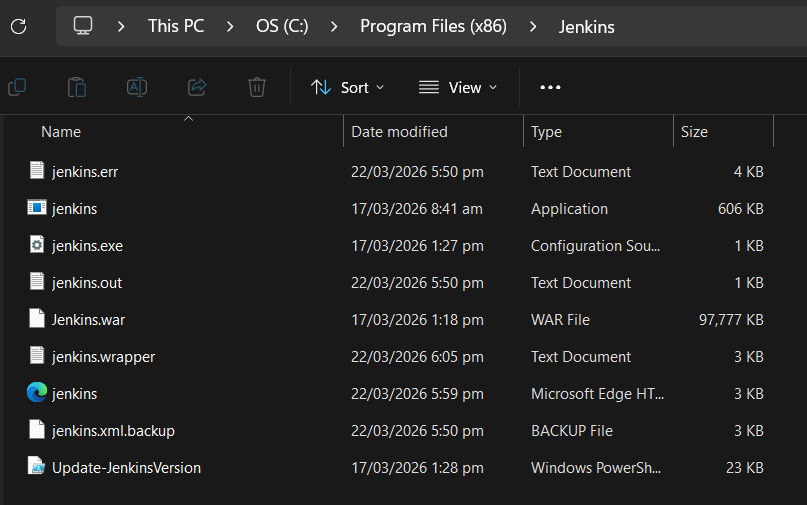 This PC > OS (C:) > Program Files (x86) > Jenkins
Sort View
Name Date modified Type Size
jenkins.err 22/03/2026 5:50 pm Text Document 4 KB
jenkins 17/03/2026 8:41 am Application 606 KB
jenkins.exe 17/03/2026 1:27 pm Configuration Sou... 1 KB
jenkins.out 22/03/2026 5:50 pm Text Document 1 KB
Jenkins.war 17/03/2026 1:18 pm WAR File 97,777 KB
jenkins.wrapper 22/03/2026 6:05 pm Text Document 3 KB
jenkins 22/03/2026 5:59 pm Microsoft Edge HT... 3 KB
jenkins.xml.backup 22/03/2026 5:50 pm BACKUP File 3 KB
Update-JenkinsVersion 17/03/2026 1:28 pm Windows PowerSh... 23 KB